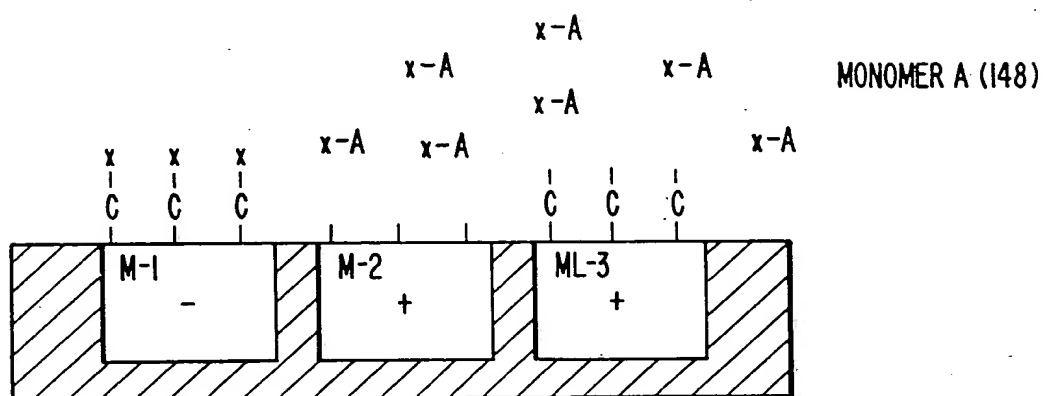 x-A
x-A x-A MONOMER A (148)
x-A
x x x x-A x-A x-A
C C C C C C
M-1 M-2 ML-3
- + +